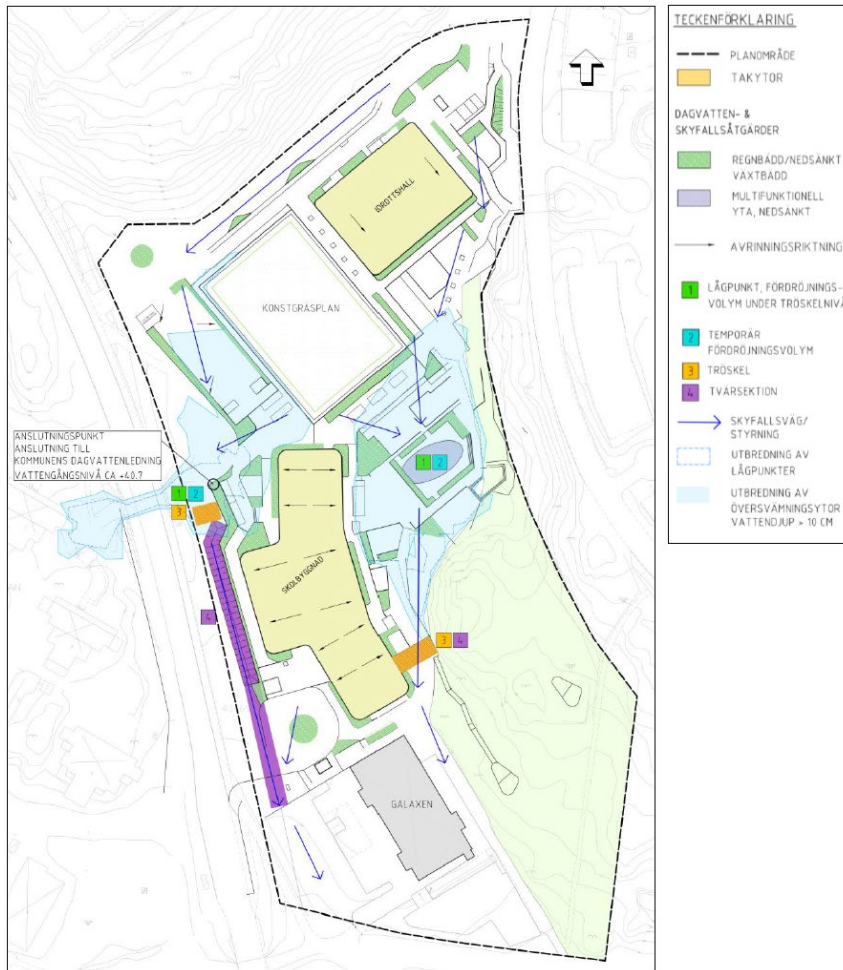 IDROTTSHALL
KONSTGRÄSPLAN
ANSLUTNINGSPUNKT
ANSLUTNING TILL
KOMMUNENS DAGVATTENLEDNING
VATTENGÅNGSNIVÅ CA +40.7
1 2
3
1 2
SKOLBYGGNAD
4
3 4
GALAXEN
TECKENFÖRKLARING
PLANOMRÅDE
TAKYTOR
DAGVATTEN- &
SKYFALLSÅTGÄRDER
REGNBÄDD/NEDSÄNKT
VÄXTBÄDD
MULTIFUNKTIONELL
YTA, NEDSÄNKT
AVRINNINGSRIKTNING
1 LÅGPUNKT, FÖRDRÖJNINGS-
VOLYM UNDER TRÖSKELNIVÅ
2 TEMPORÄR
FÖRDRÖJNINGSVOLYM
3 TRÖSKEL
4 TVÄRSEKTION
SKYFALLSVÄG/
STYRNING
UTBREDNING AV
LÅGPUNKTER
UTBREDNING AV
ÖVERSVÄMNINGSYTOR
VATTENDJUP > 10 CM